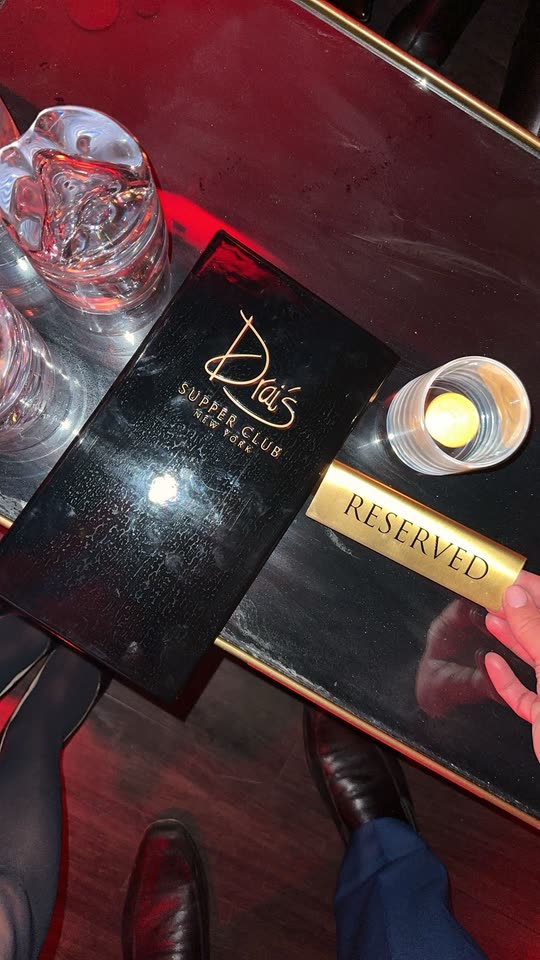 Drai's
SUPPER CLUB
NEW YORK
RESERVED